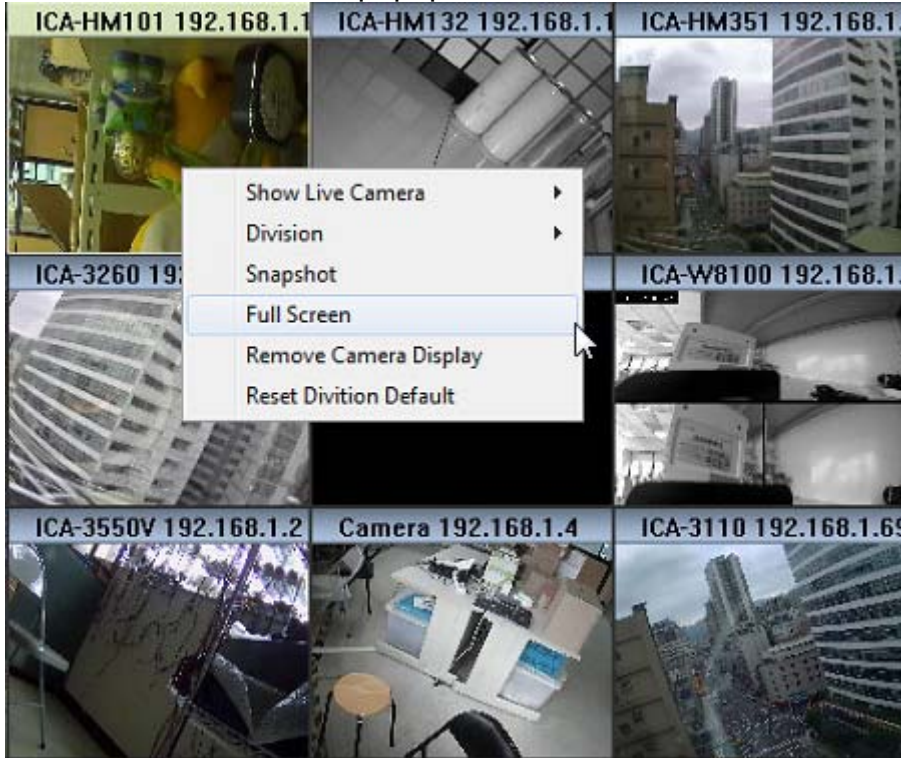 ICA-HM101 192.168.1.1
ICA-HM132 192.168.1.1
ICA-HM351 192.168.1.
Show Live Camera
Division
Snapshot
Full Screen
Remove Camera Display
Reset Divition Default
ICA-3260 19
ICA-W8100 192.168.1.
ICA-3550V 192.168.1.2
Camera 192.168.1.4
ICA-3110 192.168.1.69